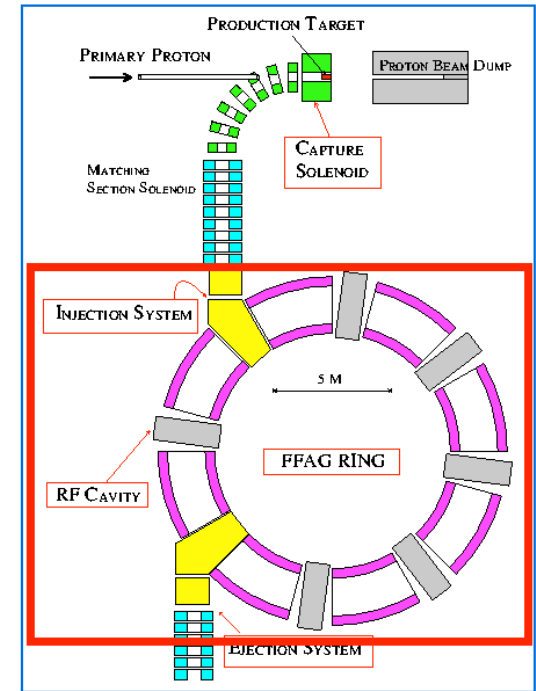 PRODUCTION TARGET
PRIMARY PROTON
PROTON BEAM DUMP
CAPTURE
SOLENOID
MATCHING
SECTION SOLENOID
INJECTION SYSTEM
5 M
FFAG RING
RF CAVITY
EJECTION SYSTEM